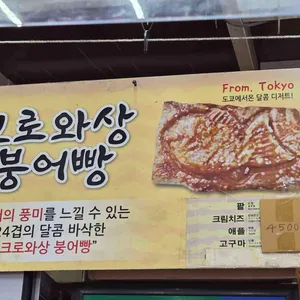 크로와상
붕어빵
From. Tokyo
도쿄에서온 달콤 디저트!
의 풍미를 느낄 수 있는
24겹의 달콤 바삭한
크로와상 붕어빵"
팥
크림치즈
애플
고구마
4500